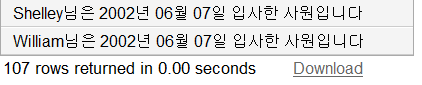 Shelley님은 2002년 06월 07일 입사한 사원입니다
William님은 2002년 06월 07일 입사한 사원입니다
107 rows returned in 0.00 seconds Download